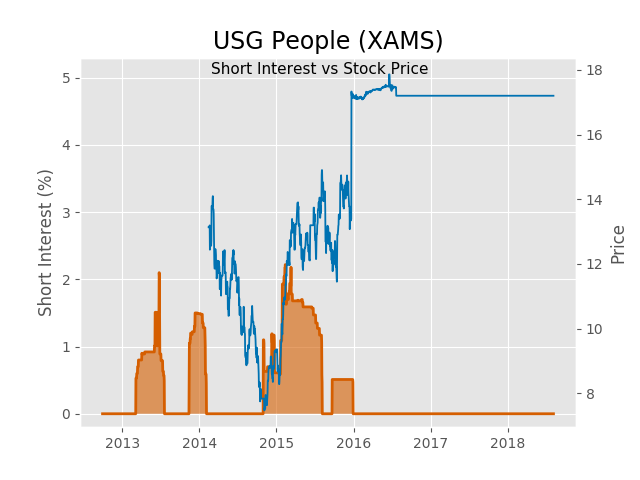 USG People (XAMS)
Short Interest vs Stock Price
Short Interest (%)
5
4
3
2
1
0
18
16
14
12
10
8
Price
2013 2014 2015 2016 2017 2018